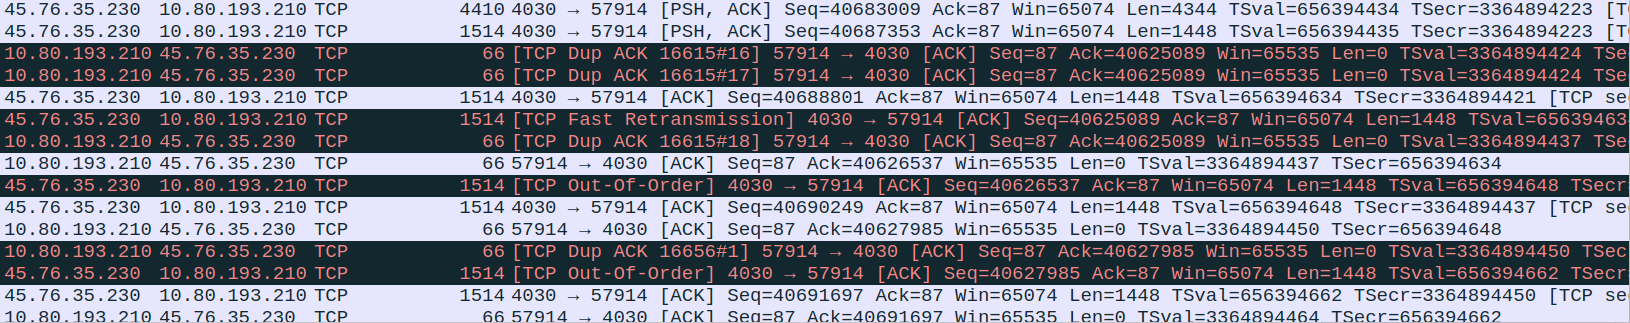 45.76.35.230 10.80.193.210 TCP 4410 4030 → 57914 [PSH, ACK] Seq=40683009 Ack=87 Win=65074 Len=4344 TSval=656394434 TSecr=3364894223 [T
45.76.35.230 10.80.193.210 TCP 1514 4030 → 57914 [PSH, ACK] Seq=40687353 Ack=87 Win=65074 Len=1448 TSval=656394435 TSecr=3364894223 [T
10.80.193.210 45.76.35.230 TCP 66 [TCP Dup ACK 16615#16] 57914 → 4030 [ACK] Seq=87 Ack=40625089 Win=65535 Len=0 TSval=3364894424 TSe
10.80.193.210 45.76.35.230 TCP 66 [TCP Dup ACK 16615#17] 57914 → 4030 [ACK] Seq=87 Ack=40625089 Win=65535 Len=0 TSval=3364894424 TSe
45.76.35.230 10.80.193.210 TCP 1514 4030 → 57914 [ACK] Seq=40688801 Ack=87 Win=65074 Len=1448 TSval=656394634 TSecr=3364894421 [TCP se
45.76.35.230 10.80.193.210 TCP 1514 [TCP Fast Retransmission] 4030 → 57914 [ACK] Seq=40625089 Ack=87 Win=65074 Len=1448 TSval=65639463
10.80.193.210 45.76.35.230 TCP 66 [TCP Dup ACK 16615#18] 57914 → 4030 [ACK] Seq=87 Ack=40625089 Win=65535 Len=0 TSval=3364894437 TSe
10.80.193.210 45.76.35.230 TCP 66 57914 → 4030 [ACK] Seq=87 Ack=40626537 Win=65535 Len=0 TSval=3364894437 TSecr=656394634
45.76.35.230 10.80.193.210 TCP 1514 [TCP Out-Of-Order] 4030 → 57914 [ACK] Seq=40626537 Ack=87 Win=65074 Len=1448 TSval=656394648 TSecr
45.76.35.230 10.80.193.210 TCP 1514 4030 → 57914 [ACK] Seq=40690249 Ack=87 Win=65074 Len=1448 TSval=656394648 TSecr=3364894437 [TCP se
10.80.193.210 45.76.35.230 TCP 66 57914 → 4030 [ACK] Seq=87 Ack=40627985 Win=65535 Len=0 TSval=3364894450 TSecr=656394648
10.80.193.210 45.76.35.230 TCP 66 [TCP Dup ACK 16656#1] 57914 → 4030 [ACK] Seq=87 Ack=40627985 Win=65535 Len=0 TSval=3364894450 TSec
45.76.35.230 10.80.193.210 TCP 1514 [TCP Out-Of-Order] 4030 → 57914 [ACK] Seq=40627985 Ack=87 Win=65074 Len=1448 TSval=656394662 TSecr
45.76.35.230 10.80.193.210 TCP 1514 4030 → 57914 [ACK] Seq=40691697 Ack=87 Win=65074 Len=1448 TSval=656394662 TSecr=3364894450 [TCP se
10.80.193.210 45.76.35.230 TCP 66 57914 → 4030 [ACK] Seq=87 Ack=40691697 Win=65535 Len=0 TSval=3364894464 TSecr=656394662